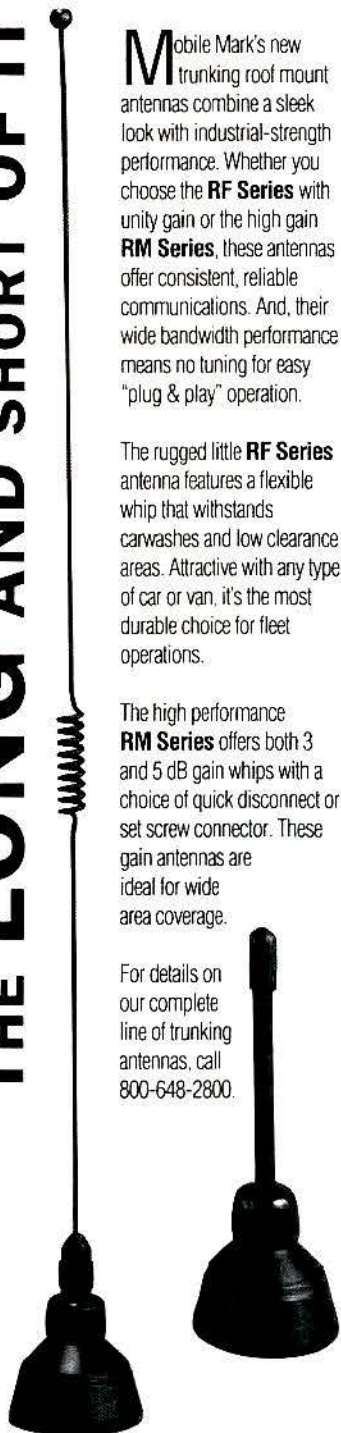 THE LONG AND SHORT OF IT
Mobile Mark's new
trunking roof mount
antennas combine a sleek
look with industrial-strength
performance. Whether you
choose the RF Series with
unity gain or the high gain
RM Series, these antennas
offer consistent, reliable
communications. And, their
wide bandwidth performance
means no tuning for easy
"plug & play" operation.
The rugged little RF Series
antenna features a flexible
whip that withstands
carwashes and low clearance
areas. Attractive with any type
of car or van, it's the most
durable choice for fleet
operations.
The high performance
RM Series offers both 3
and 5 dB gain whips with a
choice of quick disconnect or
set screw connector. These
gain antennas are
ideal for wide
area coverage.
For details on
our complete
line of trunking
antennas, call
800-648-2800.